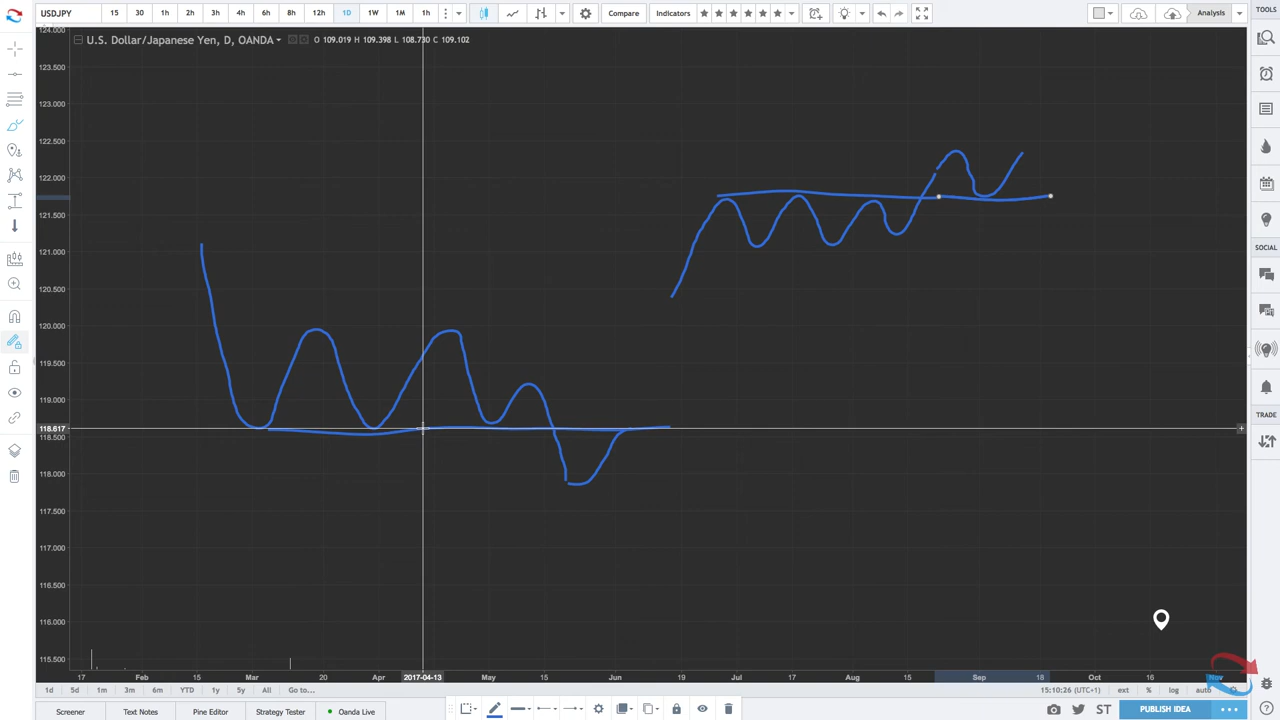 USDJPY 15 30 1h 2h 4h 6h 8h 12h 1D 1W 1M 1h Compare Indicators Analysis TOOLS
U.S. Dollar/Japanese Yen, D, OANDA O 109.019 H 109.398 L 108.730 C 109.102
124.000
123.500
123.000
122.500
122.000
121.500
121.000
120.500
120.000
119.500
119.000
118.617
118.500
118.000
117.500
117.000
116.500
116.000
115.500
SOCIAL
TRADE
17 Feb 15 Mar 20 Apr 2017-04-13 May 15 Jun 19 Jul 17 Aug 15 Sep 18 Oct 16 Nov
1d 5d 1m 3m 6m YTD 1y 5y All Go to... 15:10:26 (UTC+1) ext % log auto
Screener Text Notes Pine Editor Strategy Tester Oanda Live ST PUBLISH IDEA